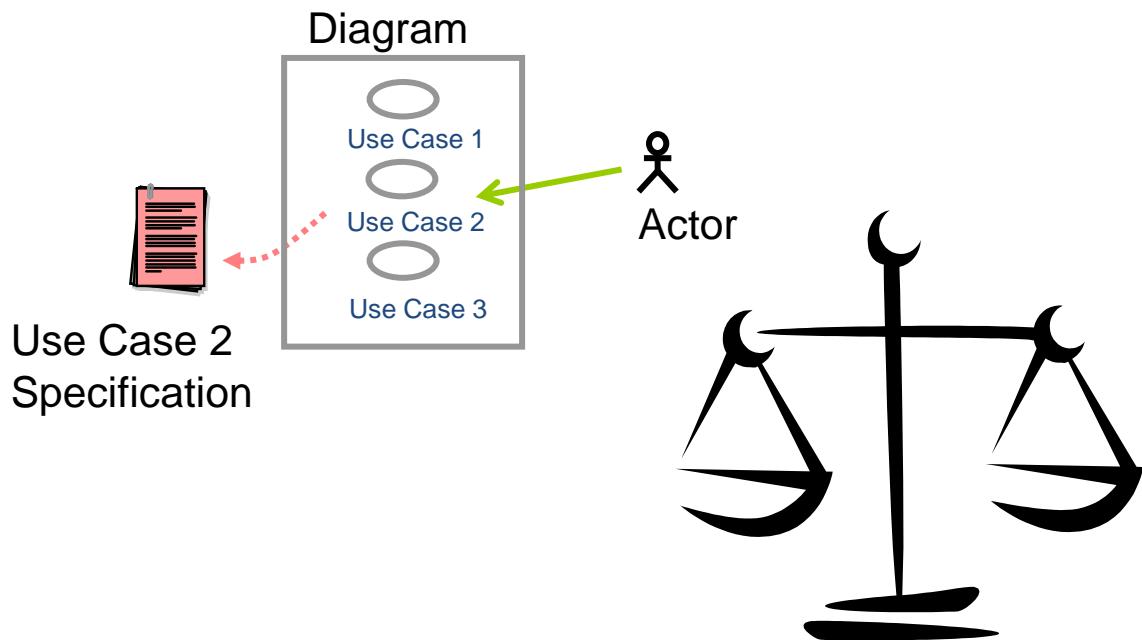 Diagram
Use Case 1
Use Case 2
Use Case 3
Actor
Use Case 2
Specification